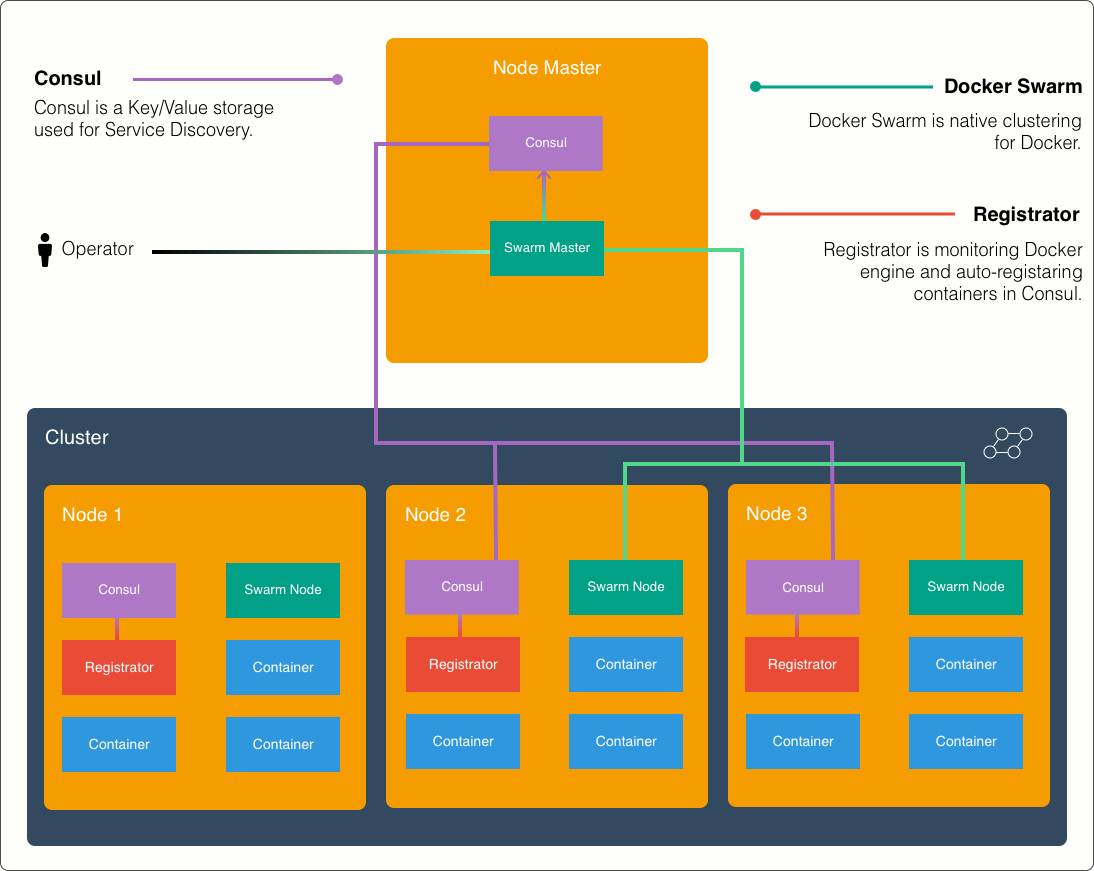 Node Master
Consul
Consul is a Key/Value storage
used for Service Discovery.
Docker Swarm
Docker Swarm is native clustering
for Docker.
Consul
Registrator
Registrator is monitoring Docker
engine and auto-registaring
containers in Consul.
Operator
Swarm Master
Cluster
Node 1
Consul
Swarm Node
Registrator
Container
Container
Container
Node 2
Consul
Swarm Node
Registrator
Container
Container
Container
Node 3
Consul
Swarm Node
Registrator
Container
Container
Container